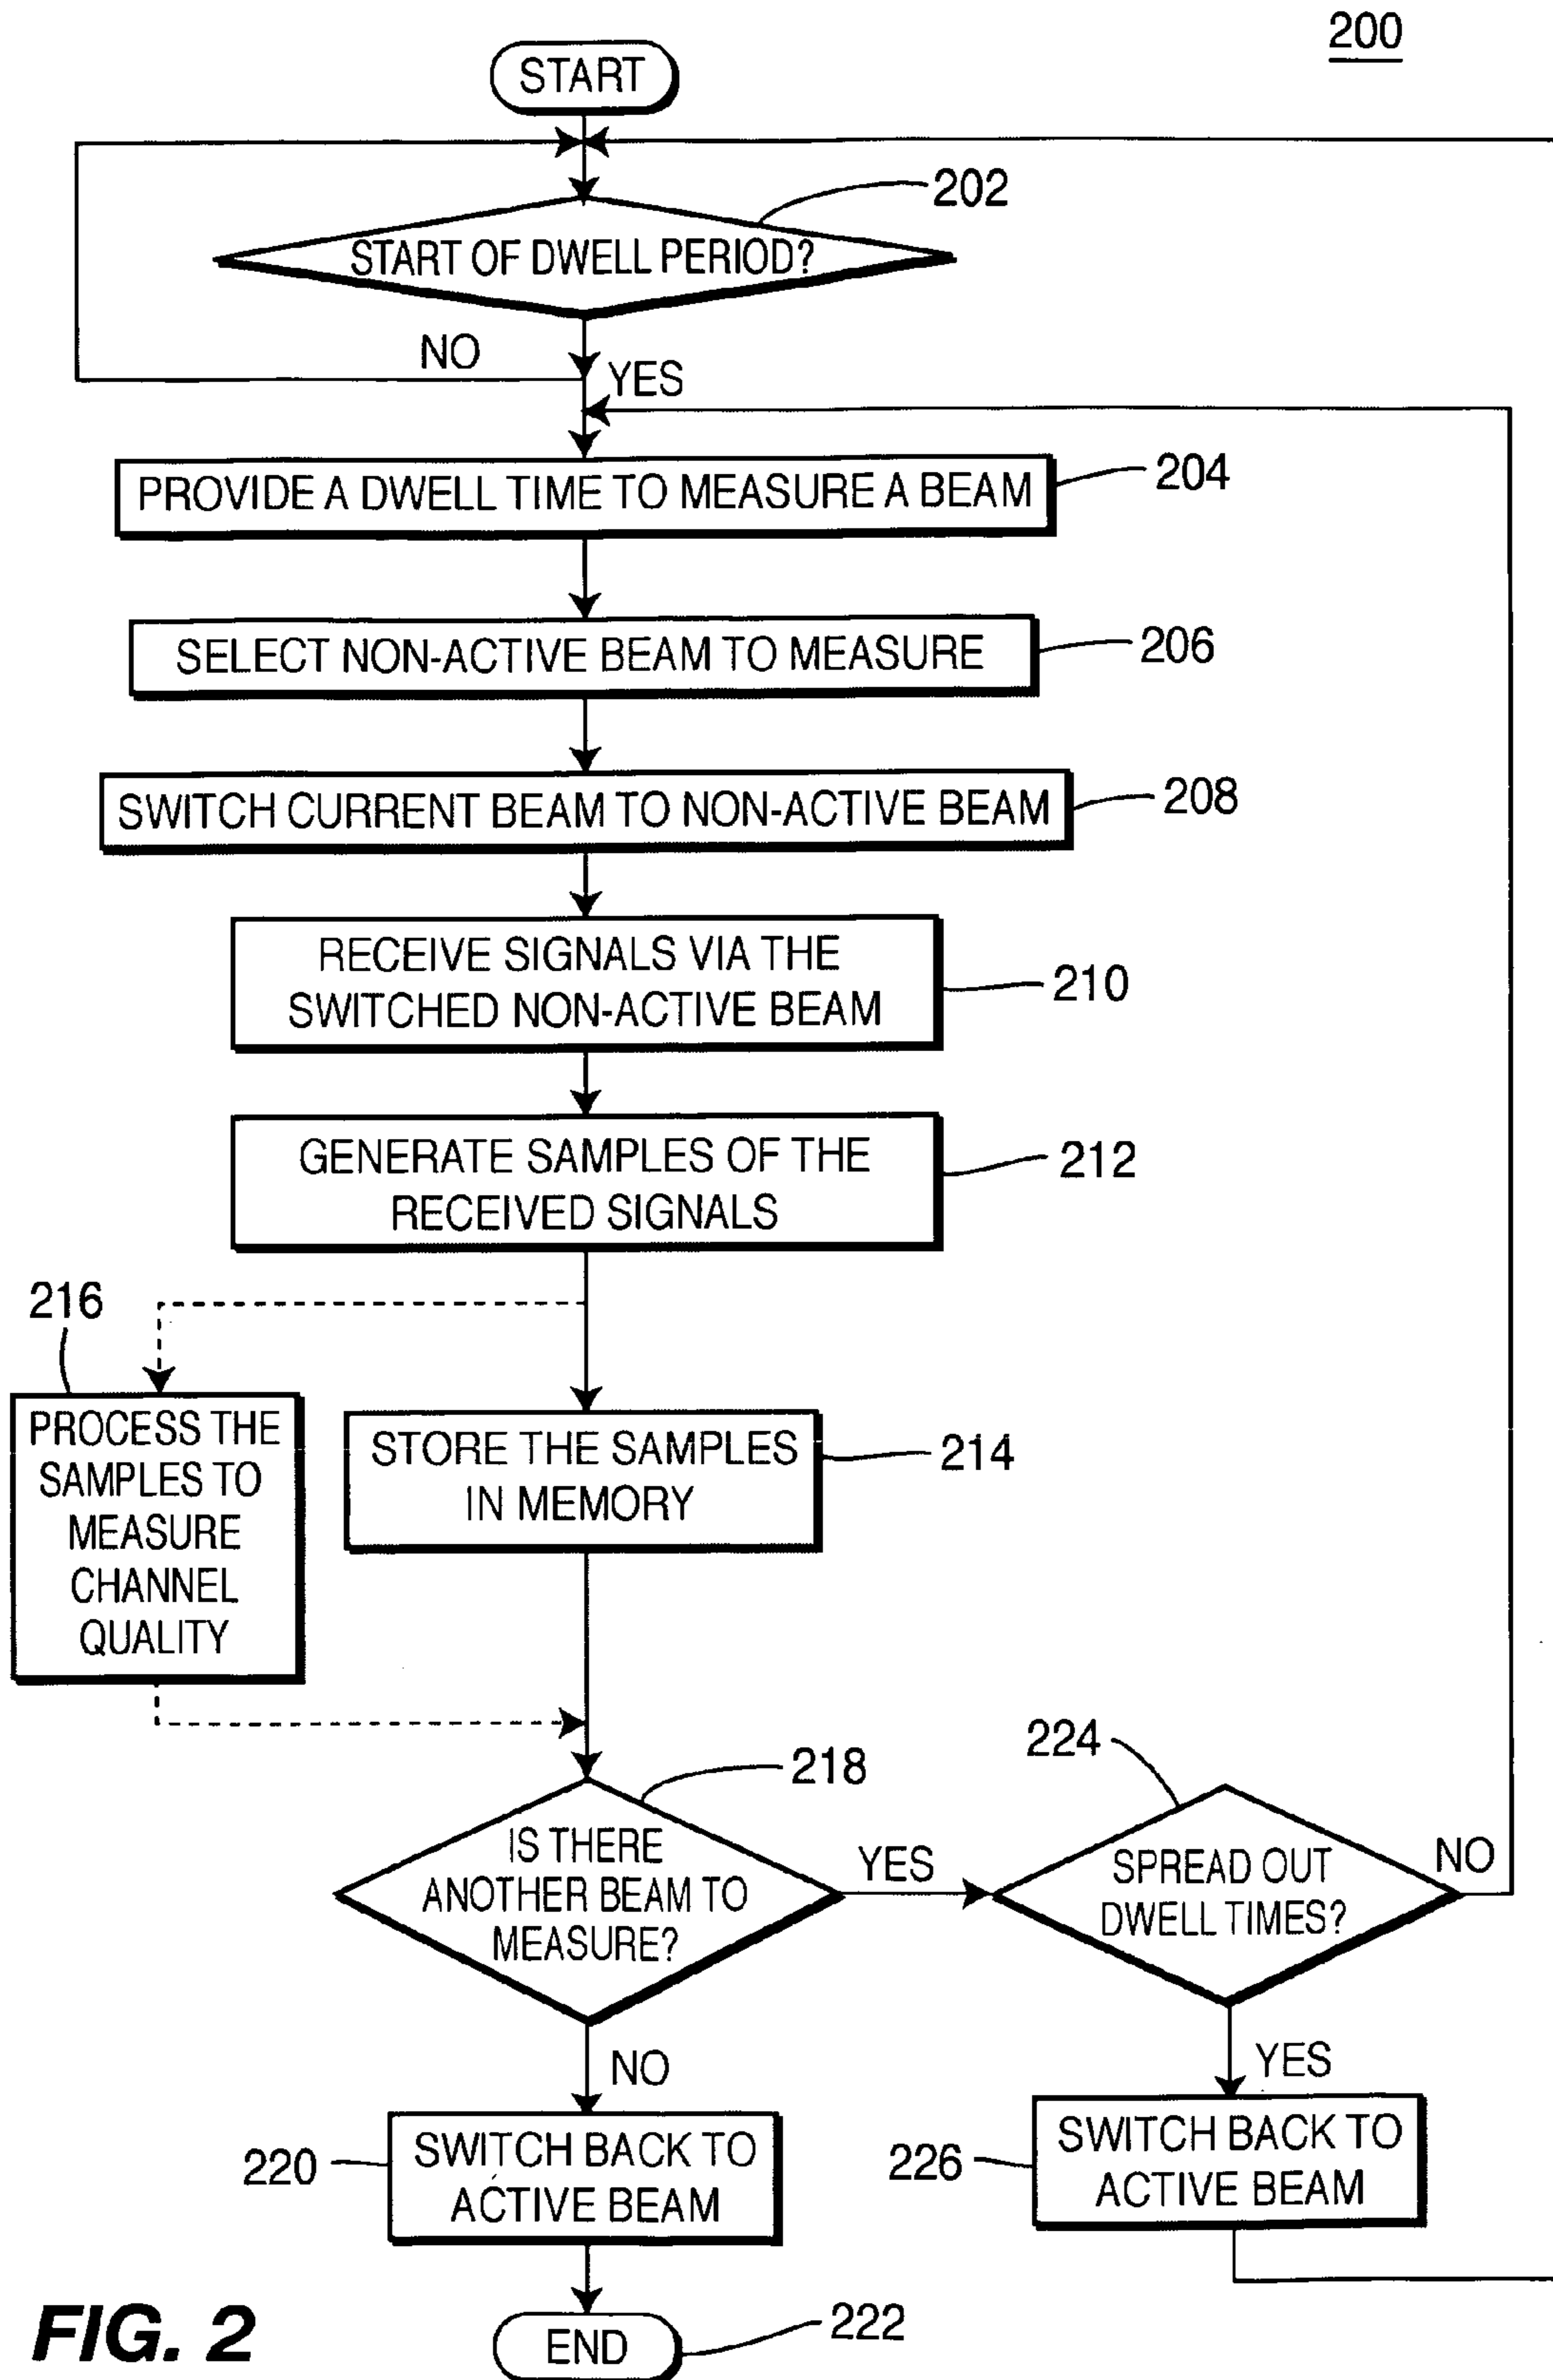 200
START
202
START OF DWELL PERIOD?
NO
YES
PROVIDE A DWELL TIME TO MEASURE A BEAM
204
SELECT NON-ACTIVE BEAM TO MEASURE
206
SWITCH CURRENT BEAM TO NON-ACTIVE BEAM
208
RECEIVE SIGNALS VIA THE
SWITCHED NON-ACTIVE BEAM
210
GENERATE SAMPLES OF THE
RECEIVED SIGNALS
212
216
PROCESS THE
SAMPLES TO
MEASURE
CHANNEL
QUALITY
STORE THE SAMPLES
IN MEMORY
214
218
IS THERE
ANOTHER BEAM TO
MEASURE?
YES
224
SPREAD OUT
DWELL TIMES?
NO
NO
YES
220
SWITCH BACK TO
ACTIVE BEAM
226
SWITCH BACK TO
ACTIVE BEAM
FIG. 2
END
222